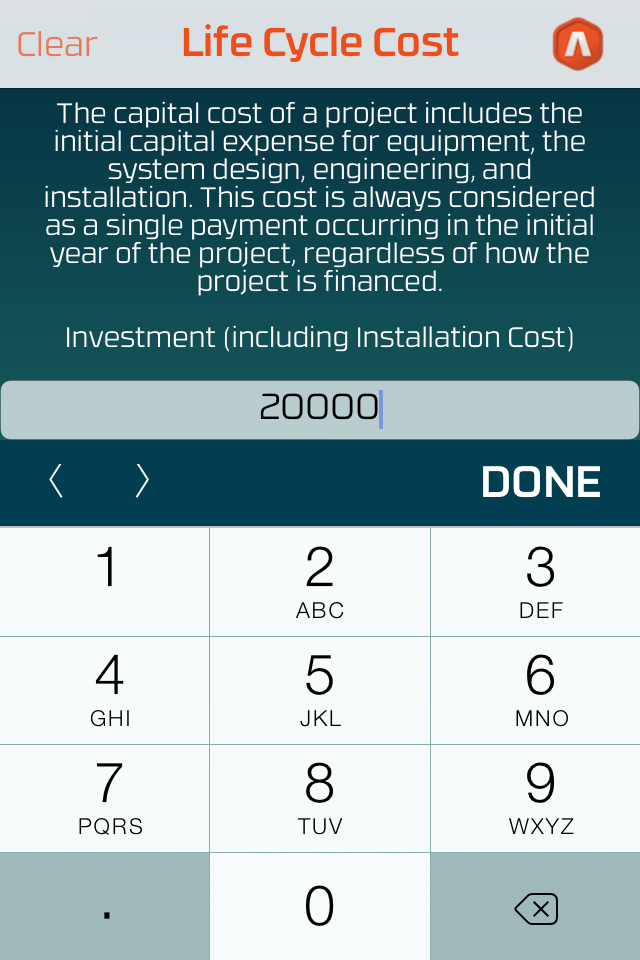 Clear
Life Cycle Cost
The capital cost of a project includes the
initial capital expense for equipment, the
system design, engineering, and
installation. This cost is always considered
as a single payment occurring in the initial
year of the project, regardless of how the
project is financed.
Investment (including Installation Cost)
20000
DONE
1
2
3
ABC
DEF
4
5
6
GHI
JKL
MNO
7
8
9
PQRS
TUV
WXYZ
.
0